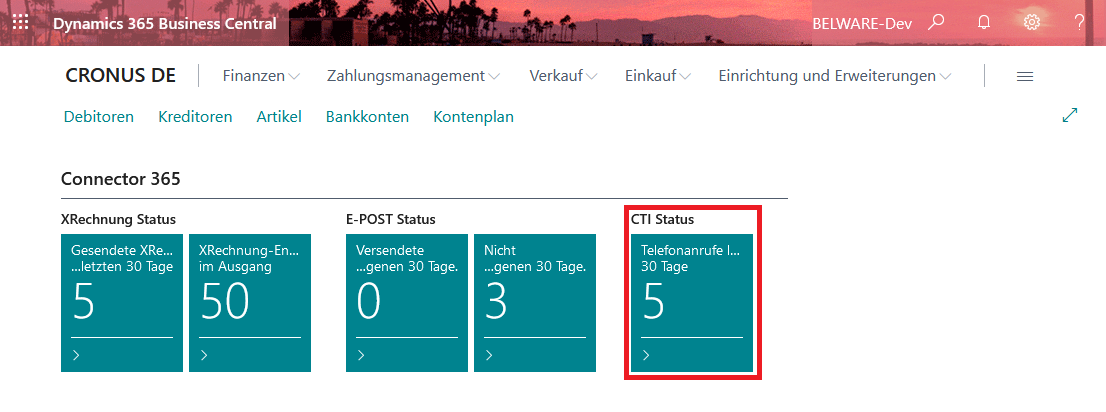 Dynamics 365 Business Central
BELWARE-Dev
?
CRONUS DE
Finanzen
Zahlungsmanagement
Verkauf
Einkauf
Einrichtung und Erweiterungen
Debitoren
Kreditoren
Artikel
Bankkonten
Kontenplan
Connector 365
XRechnung Status
E-POST Status
CTI Status
Gesendete XRe...
...letzten 30 Tage
5
XRechnung-En...
im Ausgang
50
Versendete
...genen 30 Tage.
0
Nicht
...genen 30 Tage.
3
Telefonanrufe l...
30 Tage
5